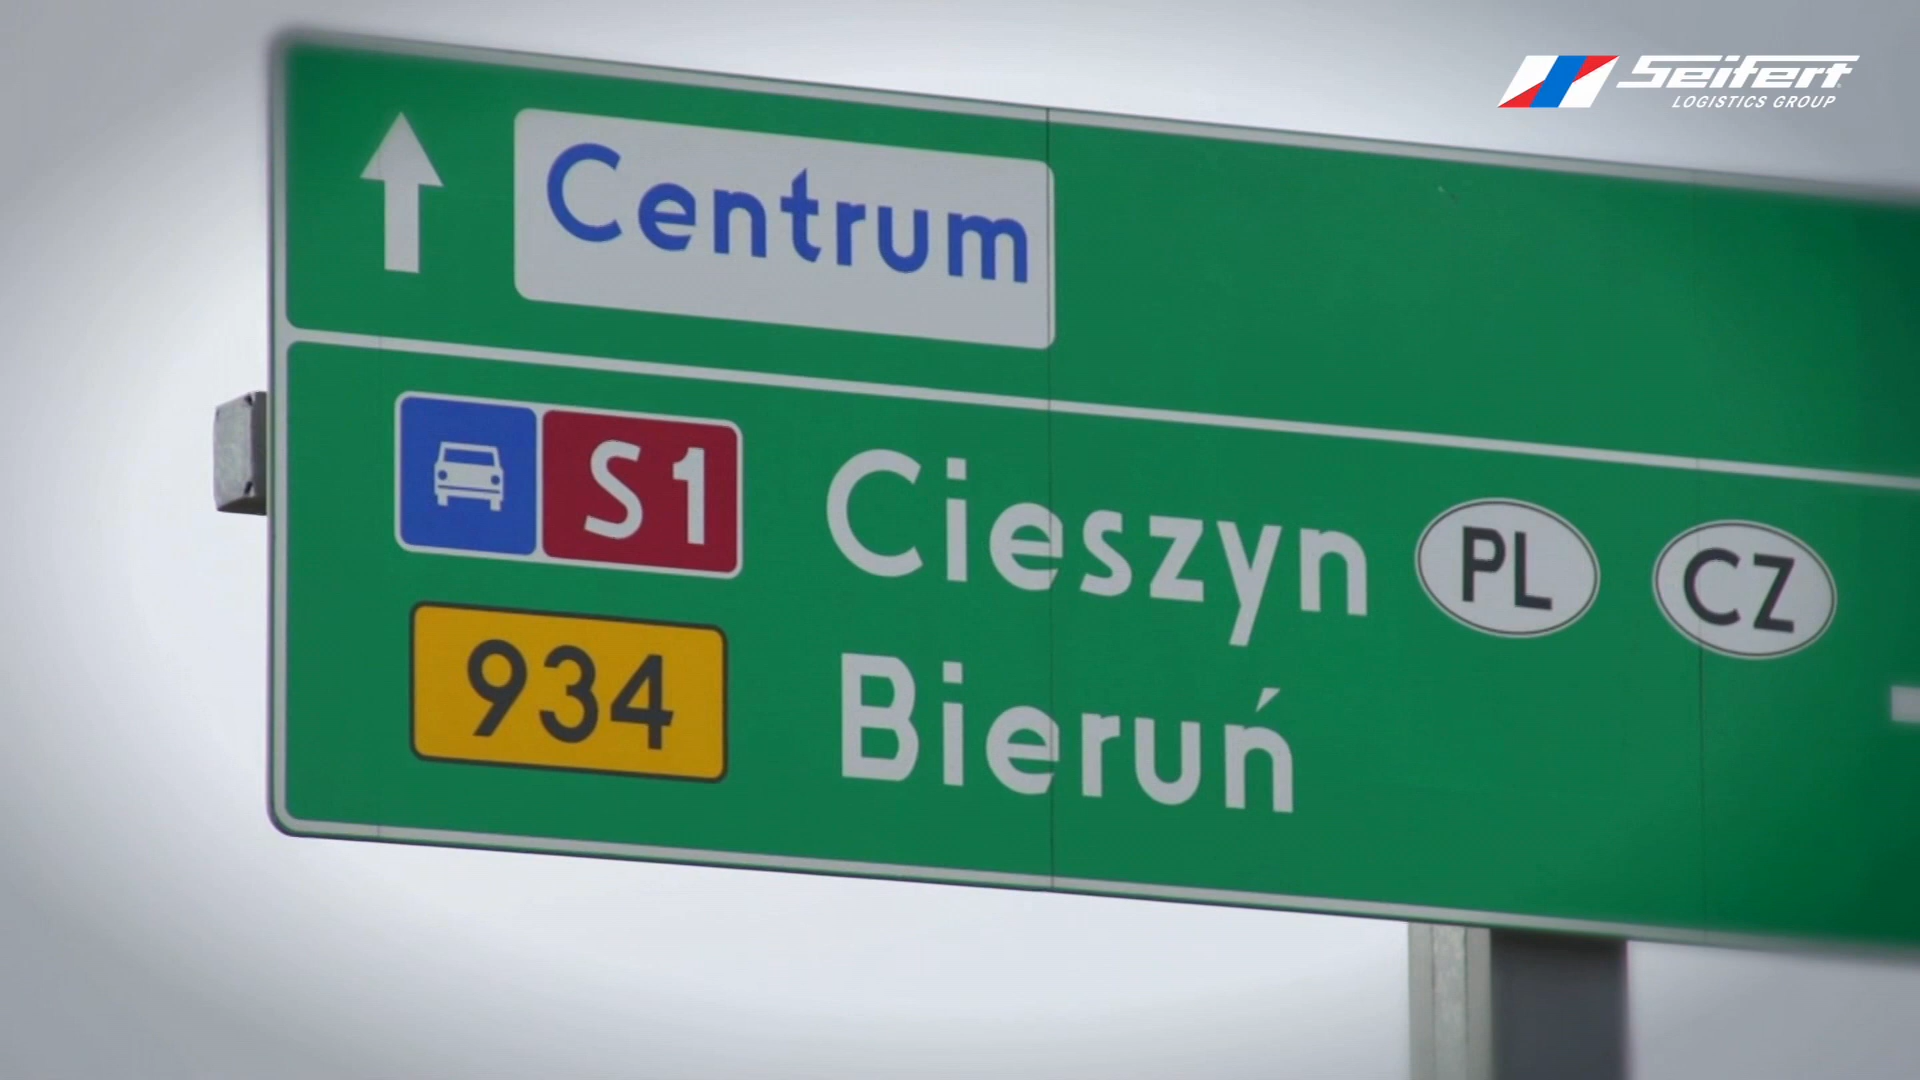 Seifert
LOGISTICS GROUP
Centrum
S1 Cieszyn PL CZ
934 Bieruń